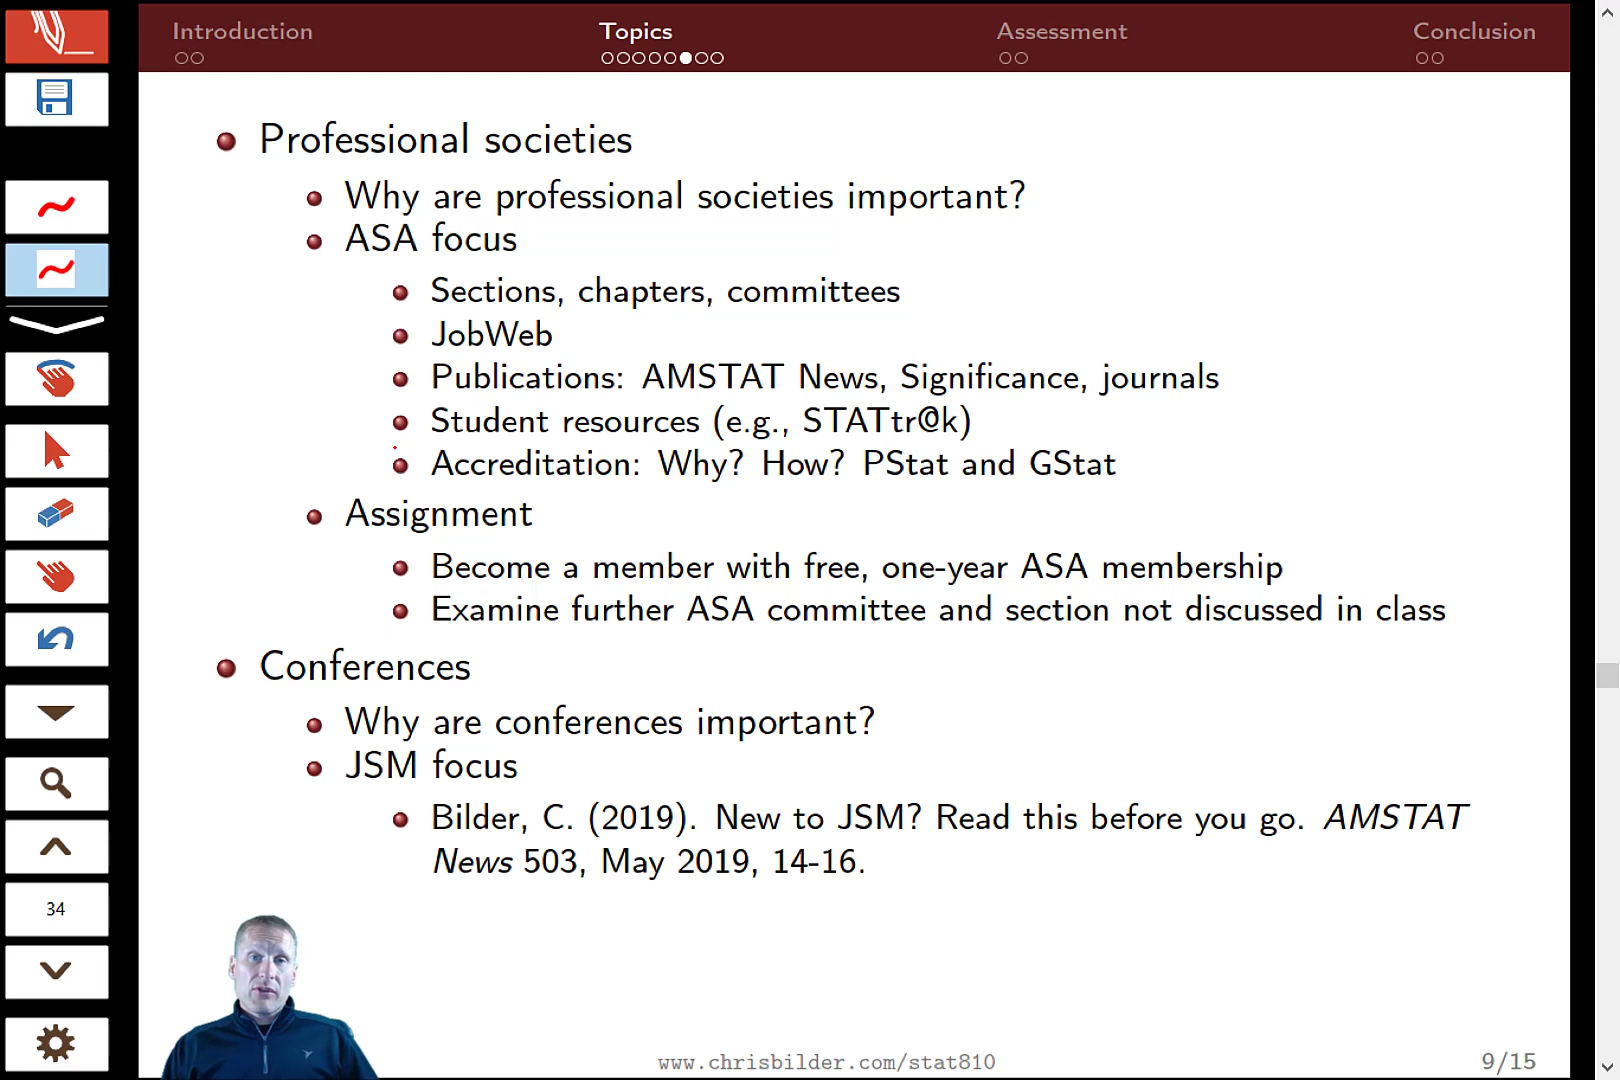 Introduction
Topics
Assessment
Conclusion
Professional societies
Why are professional societies important?
ASA focus
Sections, chapters, committees
JobWeb
Publications: AMSTAT News, Significance, journals
Student resources (e.g., STATtr@k)
Accreditation: Why? How? PStat and GStat
Assignment
Become a member with free, one-year ASA membership
Examine further ASA committee and section not discussed in class
Conferences
Why are conferences important?
JSM focus
Bilder, C. (2019). New to JSM? Read this before you go. AMSTAT
News 503, May 2019, 14-16.
34
www.chrisbilder.com/stat810
9/15